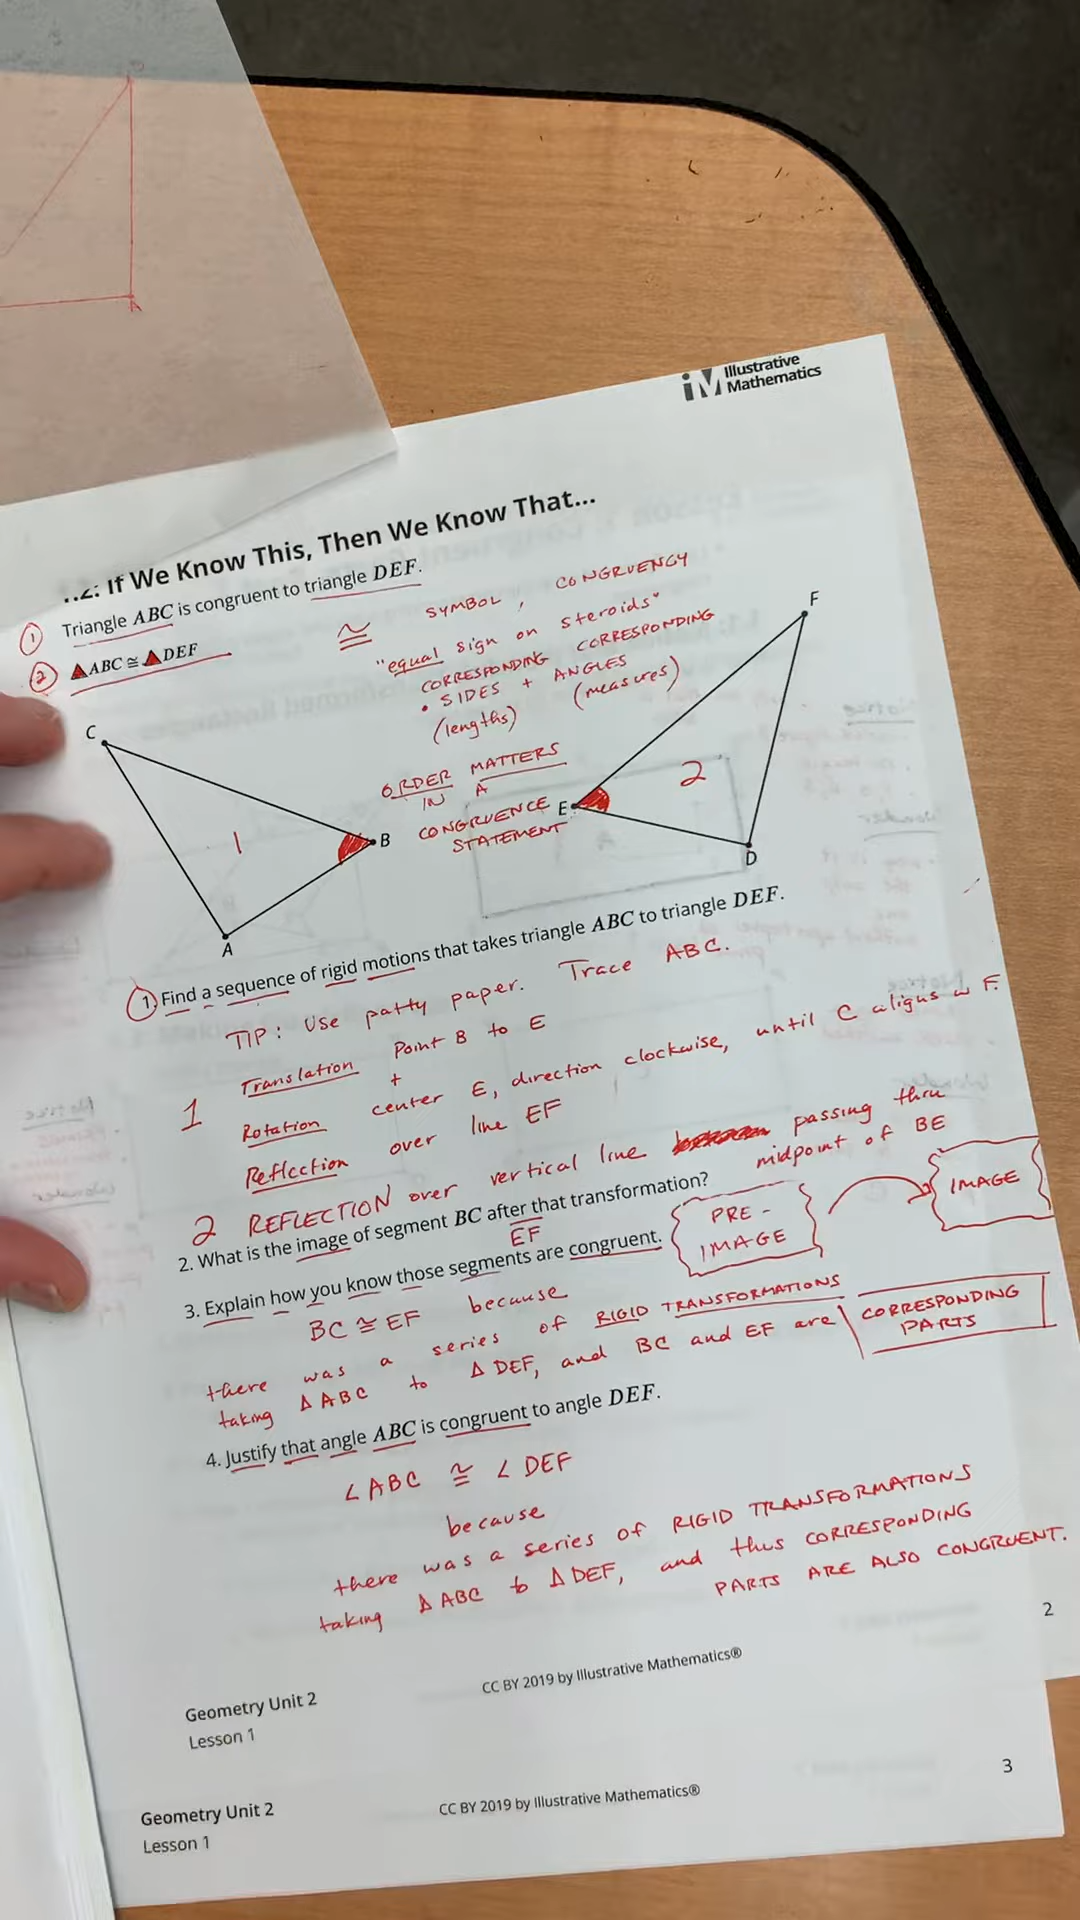 A
iM Illustrative
Mathematics
If We Know This, Then We Know That...
① Triangle ABC is congruent to triangle DEF.
② ▲ABC ≅ ▲DEF
≅ SYMBOL, CONGRUENCY
"equal sign on steroids"
CORRESPONDING CORRESPONDING
• SIDES + ANGLES
(lengths) (measures)
ORDER MATTERS
IN A
CONGRUENCE
STATEMENT
C
1
B
A
F
2
E
D
1. Find a sequence of rigid motions that takes triangle ABC to triangle DEF.
TIP: Use patty paper. Trace ABC.
1 Translation Point B to E
+
Rotation center E, direction clockwise, until C aligns w F.
Reflection over line EF
2 REFLECTION over vertical line passing thru
midpoint of BE
2. What is the image of segment BC after that transformation?
EF
PRE-
IMAGE
IMAGE
3. Explain how you know those segments are congruent.
BC ≅ EF because
there was a series of RIGID TRANSFORMATIONS
taking Δ ABC to Δ DEF, and BC and EF are CORRESPONDING
PARTS
4. Justify that angle ABC is congruent to angle DEF.
∠ABC ≅ ∠DEF
because
there was a series of RIGID TRANSFORMATIONS
taking Δ ABC to Δ DEF, and thus CORRESPONDING
PARTS ARE ALSO CONGRUENT.
2
Geometry Unit 2
Lesson 1
CC BY 2019 by Illustrative Mathematics®
3
Geometry Unit 2
Lesson 1
CC BY 2019 by Illustrative Mathematics®